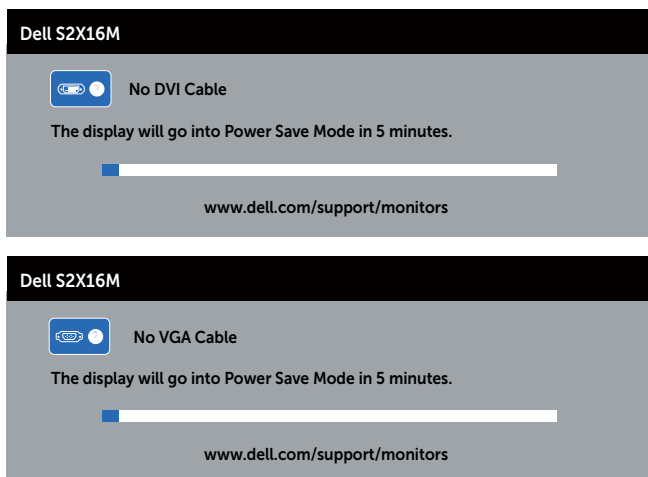 Dell S2X16M
No DVI Cable
The display will go into Power Save Mode in 5 minutes.
www.dell.com/support/monitors
Dell S2X16M
No VGA Cable
The display will go into Power Save Mode in 5 minutes.
www.dell.com/support/monitors